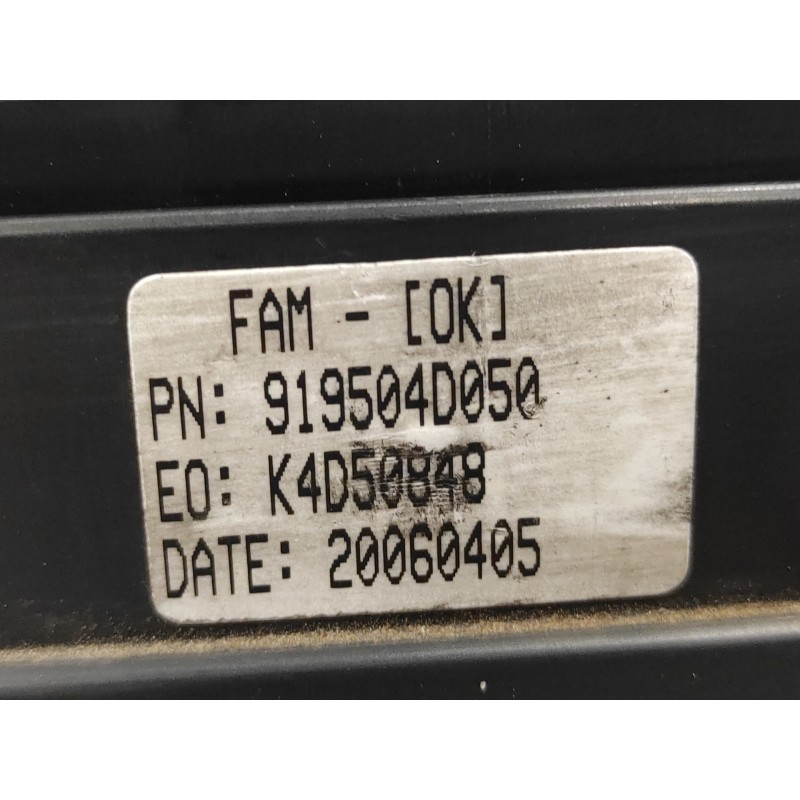 FAM - [OK]
PN: 919504D050
EO: K4D50848
DATE: 20060405